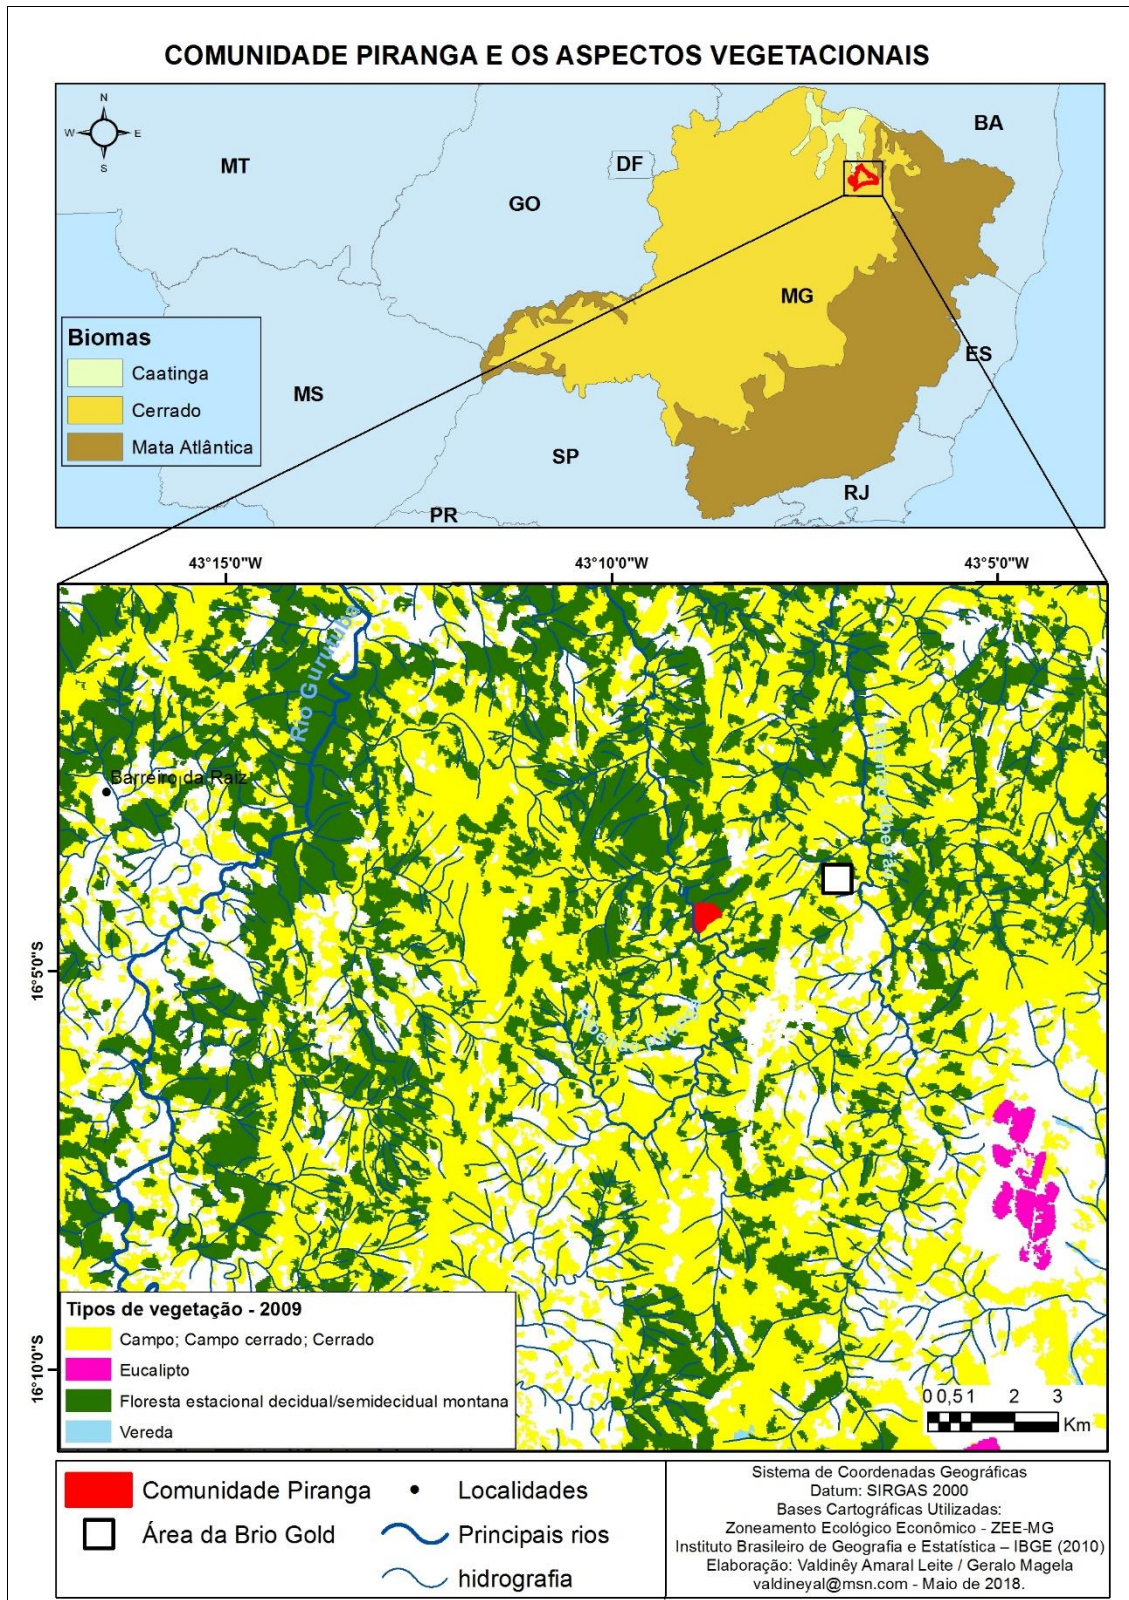 COMUNIDADE PIRANGA E OS ASPECTOS VEGETACIONAIS
N
W
E
S
MT
GO
DF
BA
MG
ES
MS
SP
PR
RJ
Biomas
Caatinga
Cerrado
Mata Atlântica
43°15'0"W
43°10'0"W
43°5'0"W
Rio Gurutuba
Barreiro da Raiz
16°5'0"S
16°10'0"S
Tipos de vegetação - 2009
Campo; Campo cerrado; Cerrado
Eucalipto
Floresta estacional decidual/semidecidual montana
Vereda
0 0,5 1 2 3
Km
Comunidade Piranga
Localidades
Área da Brio Gold
Principais rios
hidrografia
Sistema de Coordenadas Geográficas
Datum: SIRGAS 2000
Bases Cartográficas Utilizadas:
Zoneamento Ecológico Econômico - ZEE-MG
Instituto Brasileiro de Geografia e Estatística – IBGE (2010)
Elaboração: Valdinêy Amaral Leite / Geralo Magela
valdineyal@msn.com - Maio de 2018.